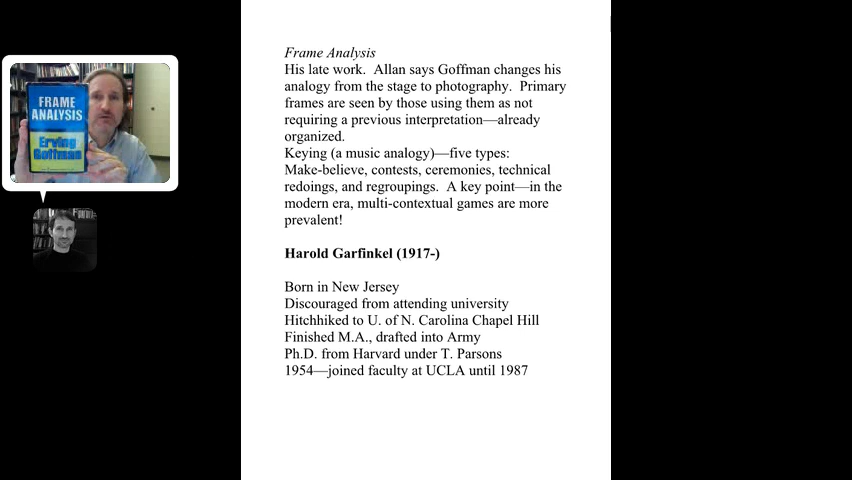 FRAME
ANALYSIS
Erving
Goffman
Frame Analysis
His late work.  Allan says Goffman changes his
analogy from the stage to photography.  Primary
frames are seen by those using them as not
requiring a previous interpretation—already
organized.
Keying (a music analogy)—five types:
Make-believe, contests, ceremonies, technical
redoings, and regroupings.  A key point—in the
modern era, multi-contextual games are more
prevalent!
Harold Garfinkel (1917-)
Born in New Jersey
Discouraged from attending university
Hitchhiked to U. of N. Carolina Chapel Hill
Finished M.A., drafted into Army
Ph.D. from Harvard under T. Parsons
1954—joined faculty at UCLA until 1987